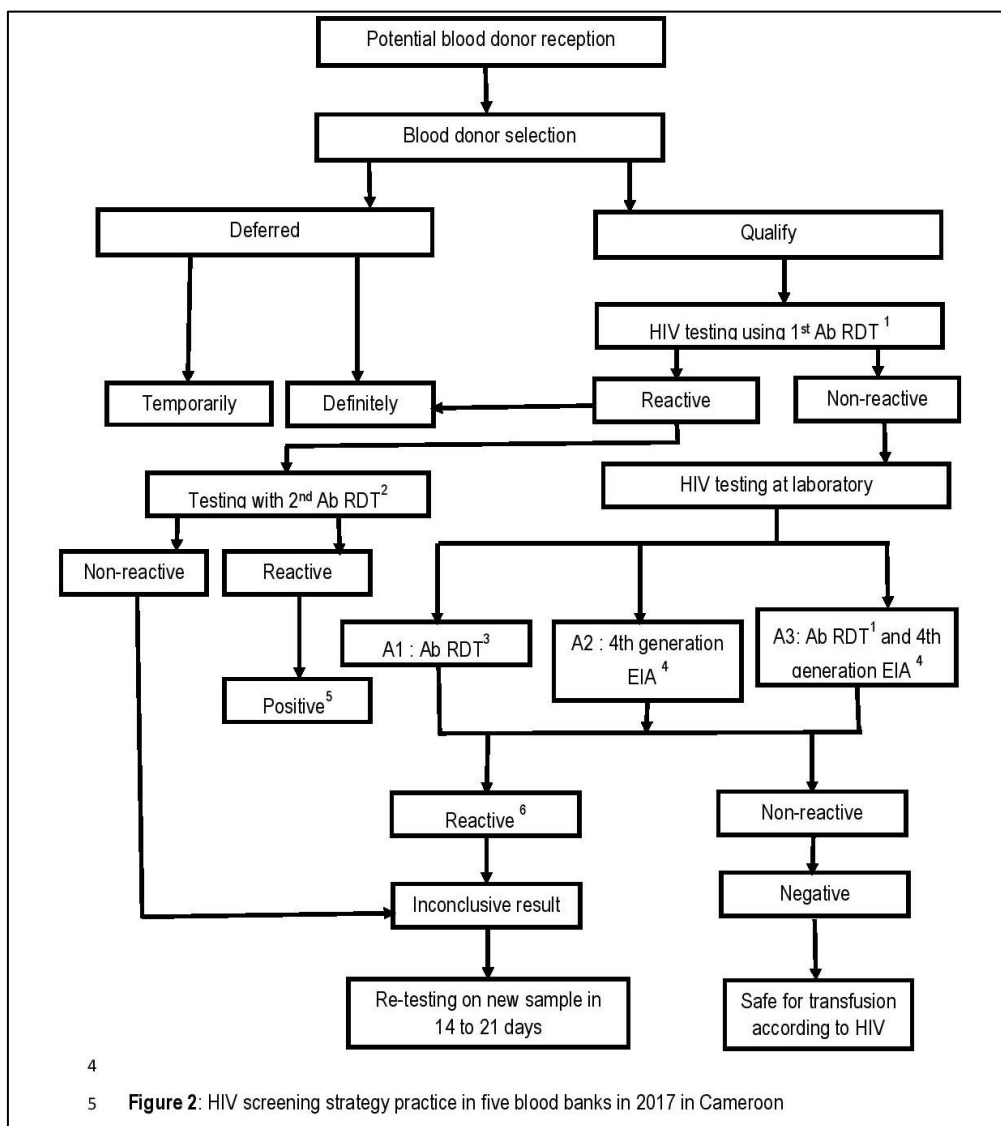 Potential blood donor reception
Blood donor selection
Deferred
Qualify
HIV testing using 1st Ab RDT 1
Temporarily
Definitely
Reactive
Non-reactive
Testing with 2nd Ab RDT2
HIV testing at laboratory
Non-reactive
Reactive
A1 : Ab RDT3
A2 : 4th generation
EIA 4
A3: Ab RDT1 and 4th
generation EIA 4
Positive5
Reactive 6
Non-reactive
Inconclusive result
Negative
Re-testing on new sample in
14 to 21 days
Safe for transfusion
according to HIV
4
5 Figure 2: HIV screening strategy practice in five blood banks in 2017 in Cameroon